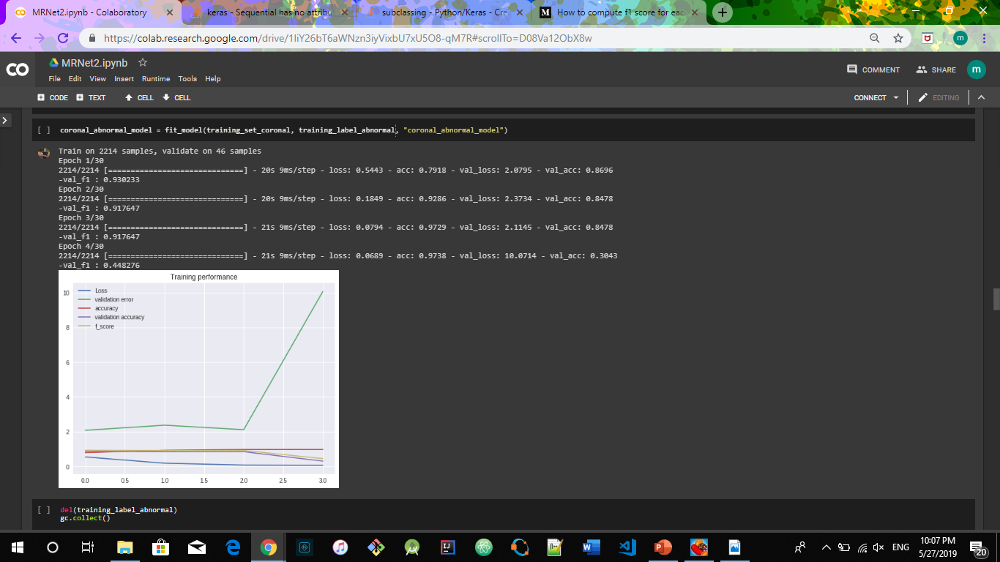 MRNet2.ipynb - Colaboratory
keras - Sequential has no attribu
subclassing - Python/Keras - Cre
M How to compute f1 score for eac
https://colab.research.google.com/drive/1liY26bT6aWNzn3iyVixbU7xU5O8-qM7R#scrollTo=D08Va12ObX8w
m
CO
MRNet2.ipynb
COMMENT
SHARE
m
File Edit View Insert Runtime Tools Help
CODE TEXT CELL CELL
CONNECT
EDITING
[ ] coronal_abnormal_model = fit_model(training_set_coronal, training_label_abnormal, "coronal_abnormal_model")
Train on 2214 samples, validate on 46 samples
Epoch 1/30
2214/2214 [==============================] - 20s 9ms/step - loss: 0.5443 - acc: 0.7918 - val_loss: 2.0795 - val_acc: 0.8696
-val_f1 : 0.930233
Epoch 2/30
2214/2214 [==============================] - 20s 9ms/step - loss: 0.1849 - acc: 0.9286 - val_loss: 2.3734 - val_acc: 0.8478
-val_f1 : 0.917647
Epoch 3/30
2214/2214 [==============================] - 21s 9ms/step - loss: 0.0794 - acc: 0.9729 - val_loss: 2.1145 - val_acc: 0.8478
-val_f1 : 0.917647
Epoch 4/30
2214/2214 [==============================] - 21s 9ms/step - loss: 0.0689 - acc: 0.9738 - val_loss: 10.0714 - val_acc: 0.3043
-val_f1 : 0.448276
Training performance
Loss
validation error
accuracy
validation accuracy
f_score
10
8
6
4
2
0
0.0 0.5 1.0 1.5 2.0 2.5 3.0
[ ] del(training_label_abnormal)
gc.collect()
ENG
10:07 PM
5/27/2019
20